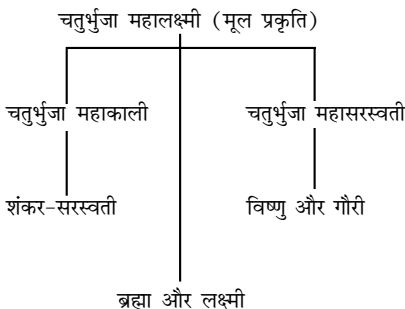 चतुर्भुजा महालक्ष्मी (मूल प्रकृति)
चतुर्भुजा महाकाली
चतुर्भुजा महासरस्वती
शंकर-सरस्वती
विष्णु और गौरी
ब्रह्मा और लक्ष्मी